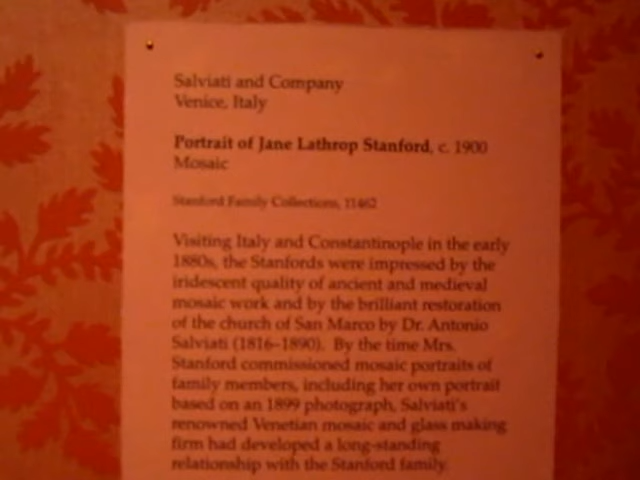 Salviati and Company
Venice, Italy
Portrait of Jane Lathrop Stanford, c. 1900
Mosaic
Stanford Family Collections, 11462
Visiting Italy and Constantinople in the early
1880s, the Stanfords were impressed by the
iridescent quality of ancient and medieval
mosaic work and by the brilliant restoration
of the church of San Marco by Dr. Antonio
Salviati (1816–1890). By the time Mrs.
Stanford commissioned mosaic portraits of
family members, including her own portrait
based on an 1899 photograph, Salviati's
renowned Venetian mosaic and glass making
firm had developed a long-standing
relationship with the Stanford family.